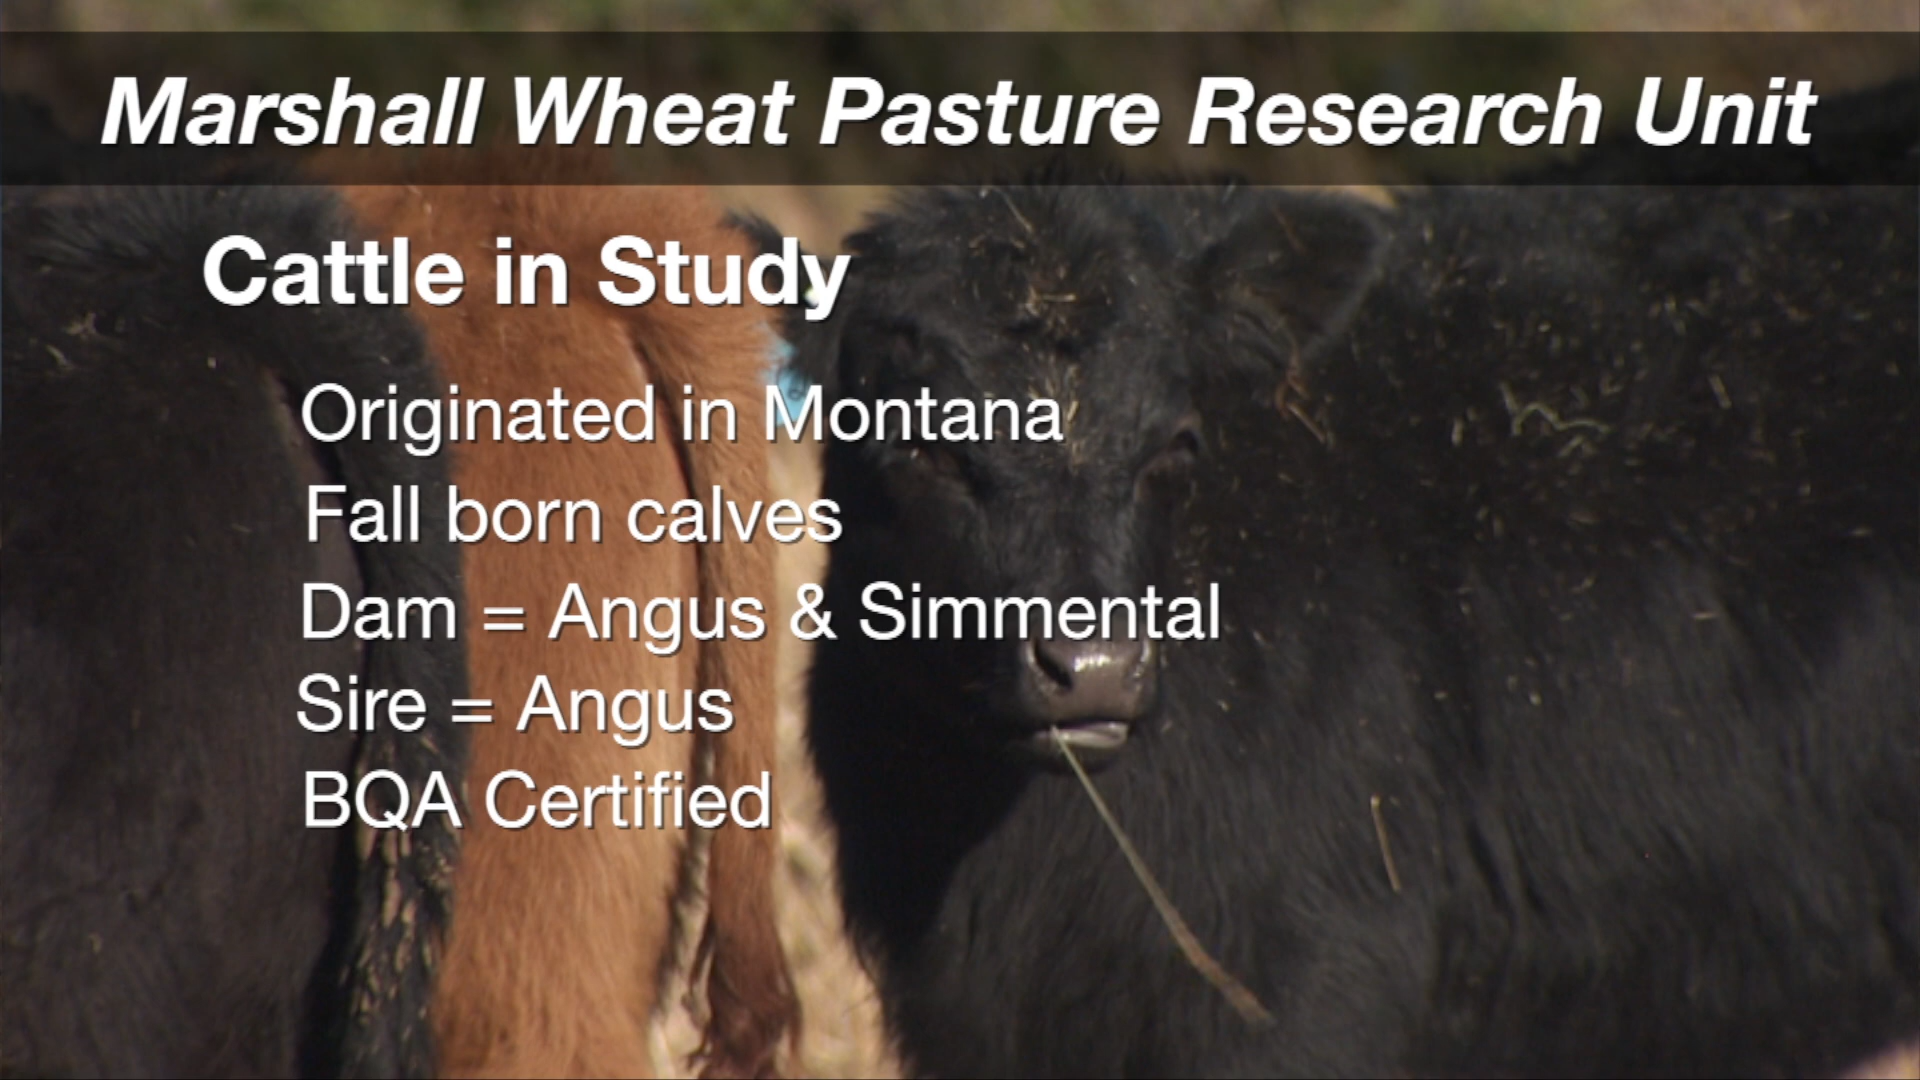 Marshall Wheat Pasture Research Unit
Cattle in Study
Originated in Montana
Fall born calves
Dam = Angus & Simmental
Sire = Angus
BQA Certified